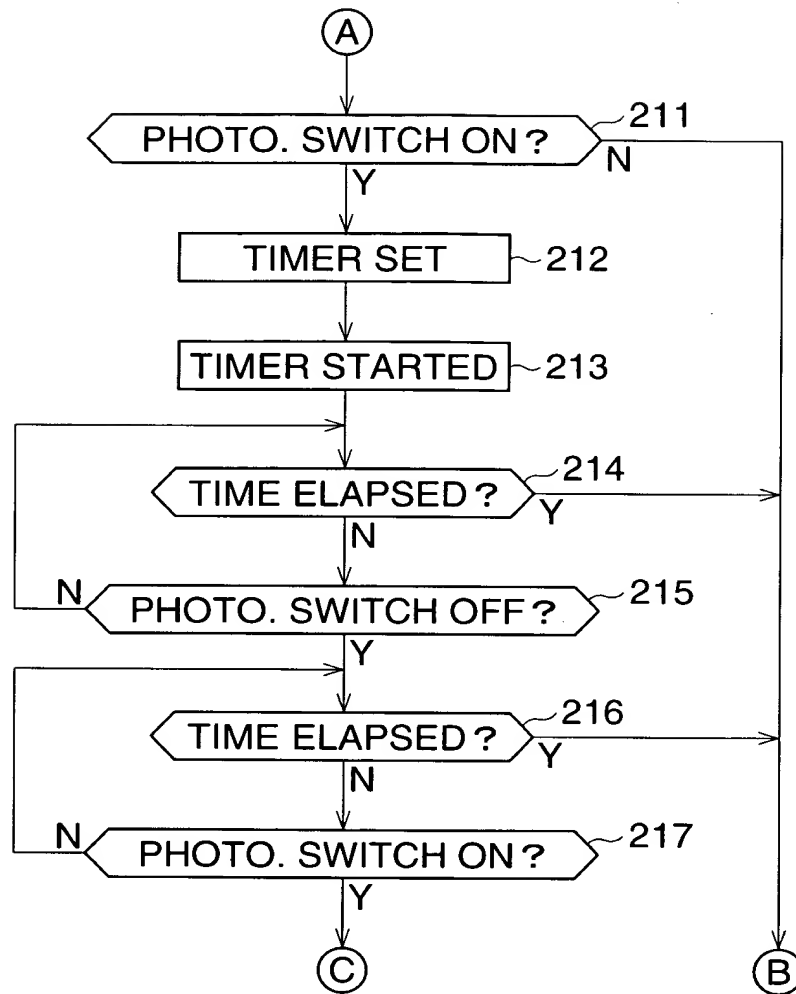 A
PHOTO. SWITCH ON ?
211
N
Y
TIMER SET
212
TIMER STARTED
213
TIME ELAPSED ?
214
Y
N
PHOTO. SWITCH OFF ?
215
N
Y
TIME ELAPSED ?
216
Y
N
PHOTO. SWITCH ON ?
217
N
Y
C
B